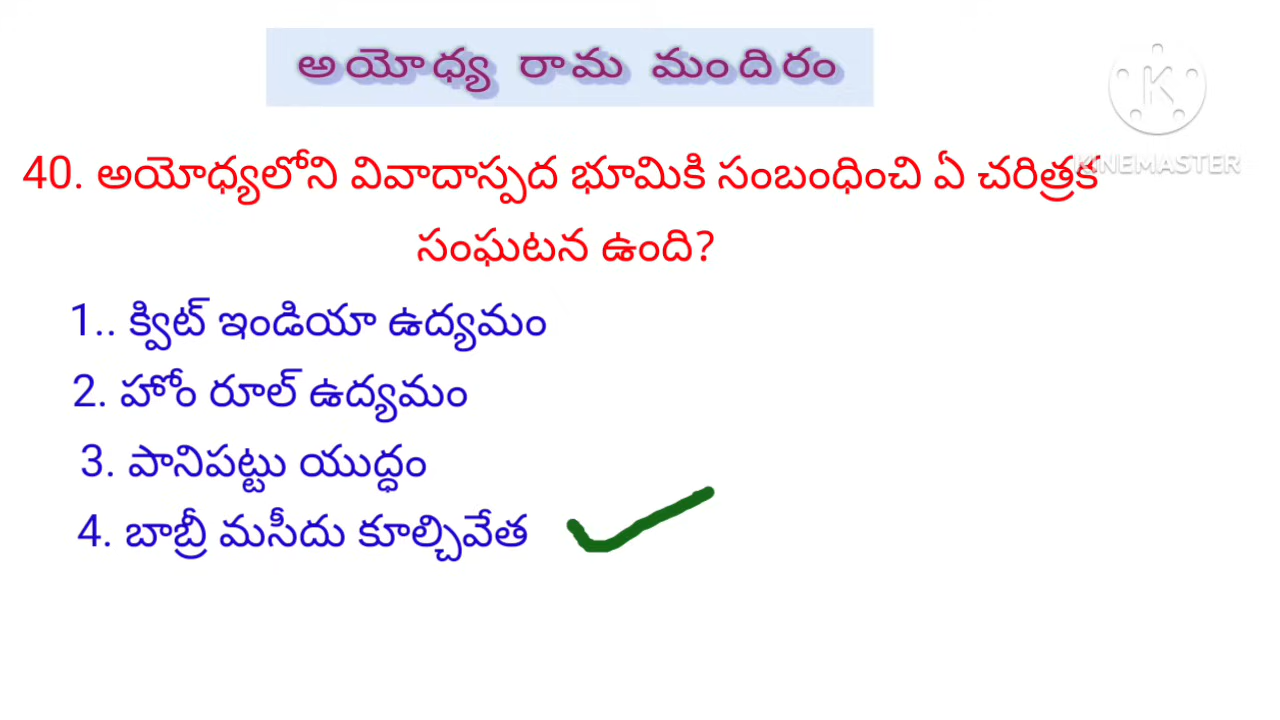 అయోధ్య రామ మందిరం
K
KINEMASTER
40. అయోధ్యలోని వివాదాస్పద భూమికి సంబంధించి ఏ చరిత్రక
సంఘటన ఉంది?
1.. క్విట్ ఇండియా ఉద్యమం
2. హోం రూల్ ఉద్యమం
3. పానిపట్టు యుద్ధం
4. బాబ్రీ మసీదు కూల్చివేత